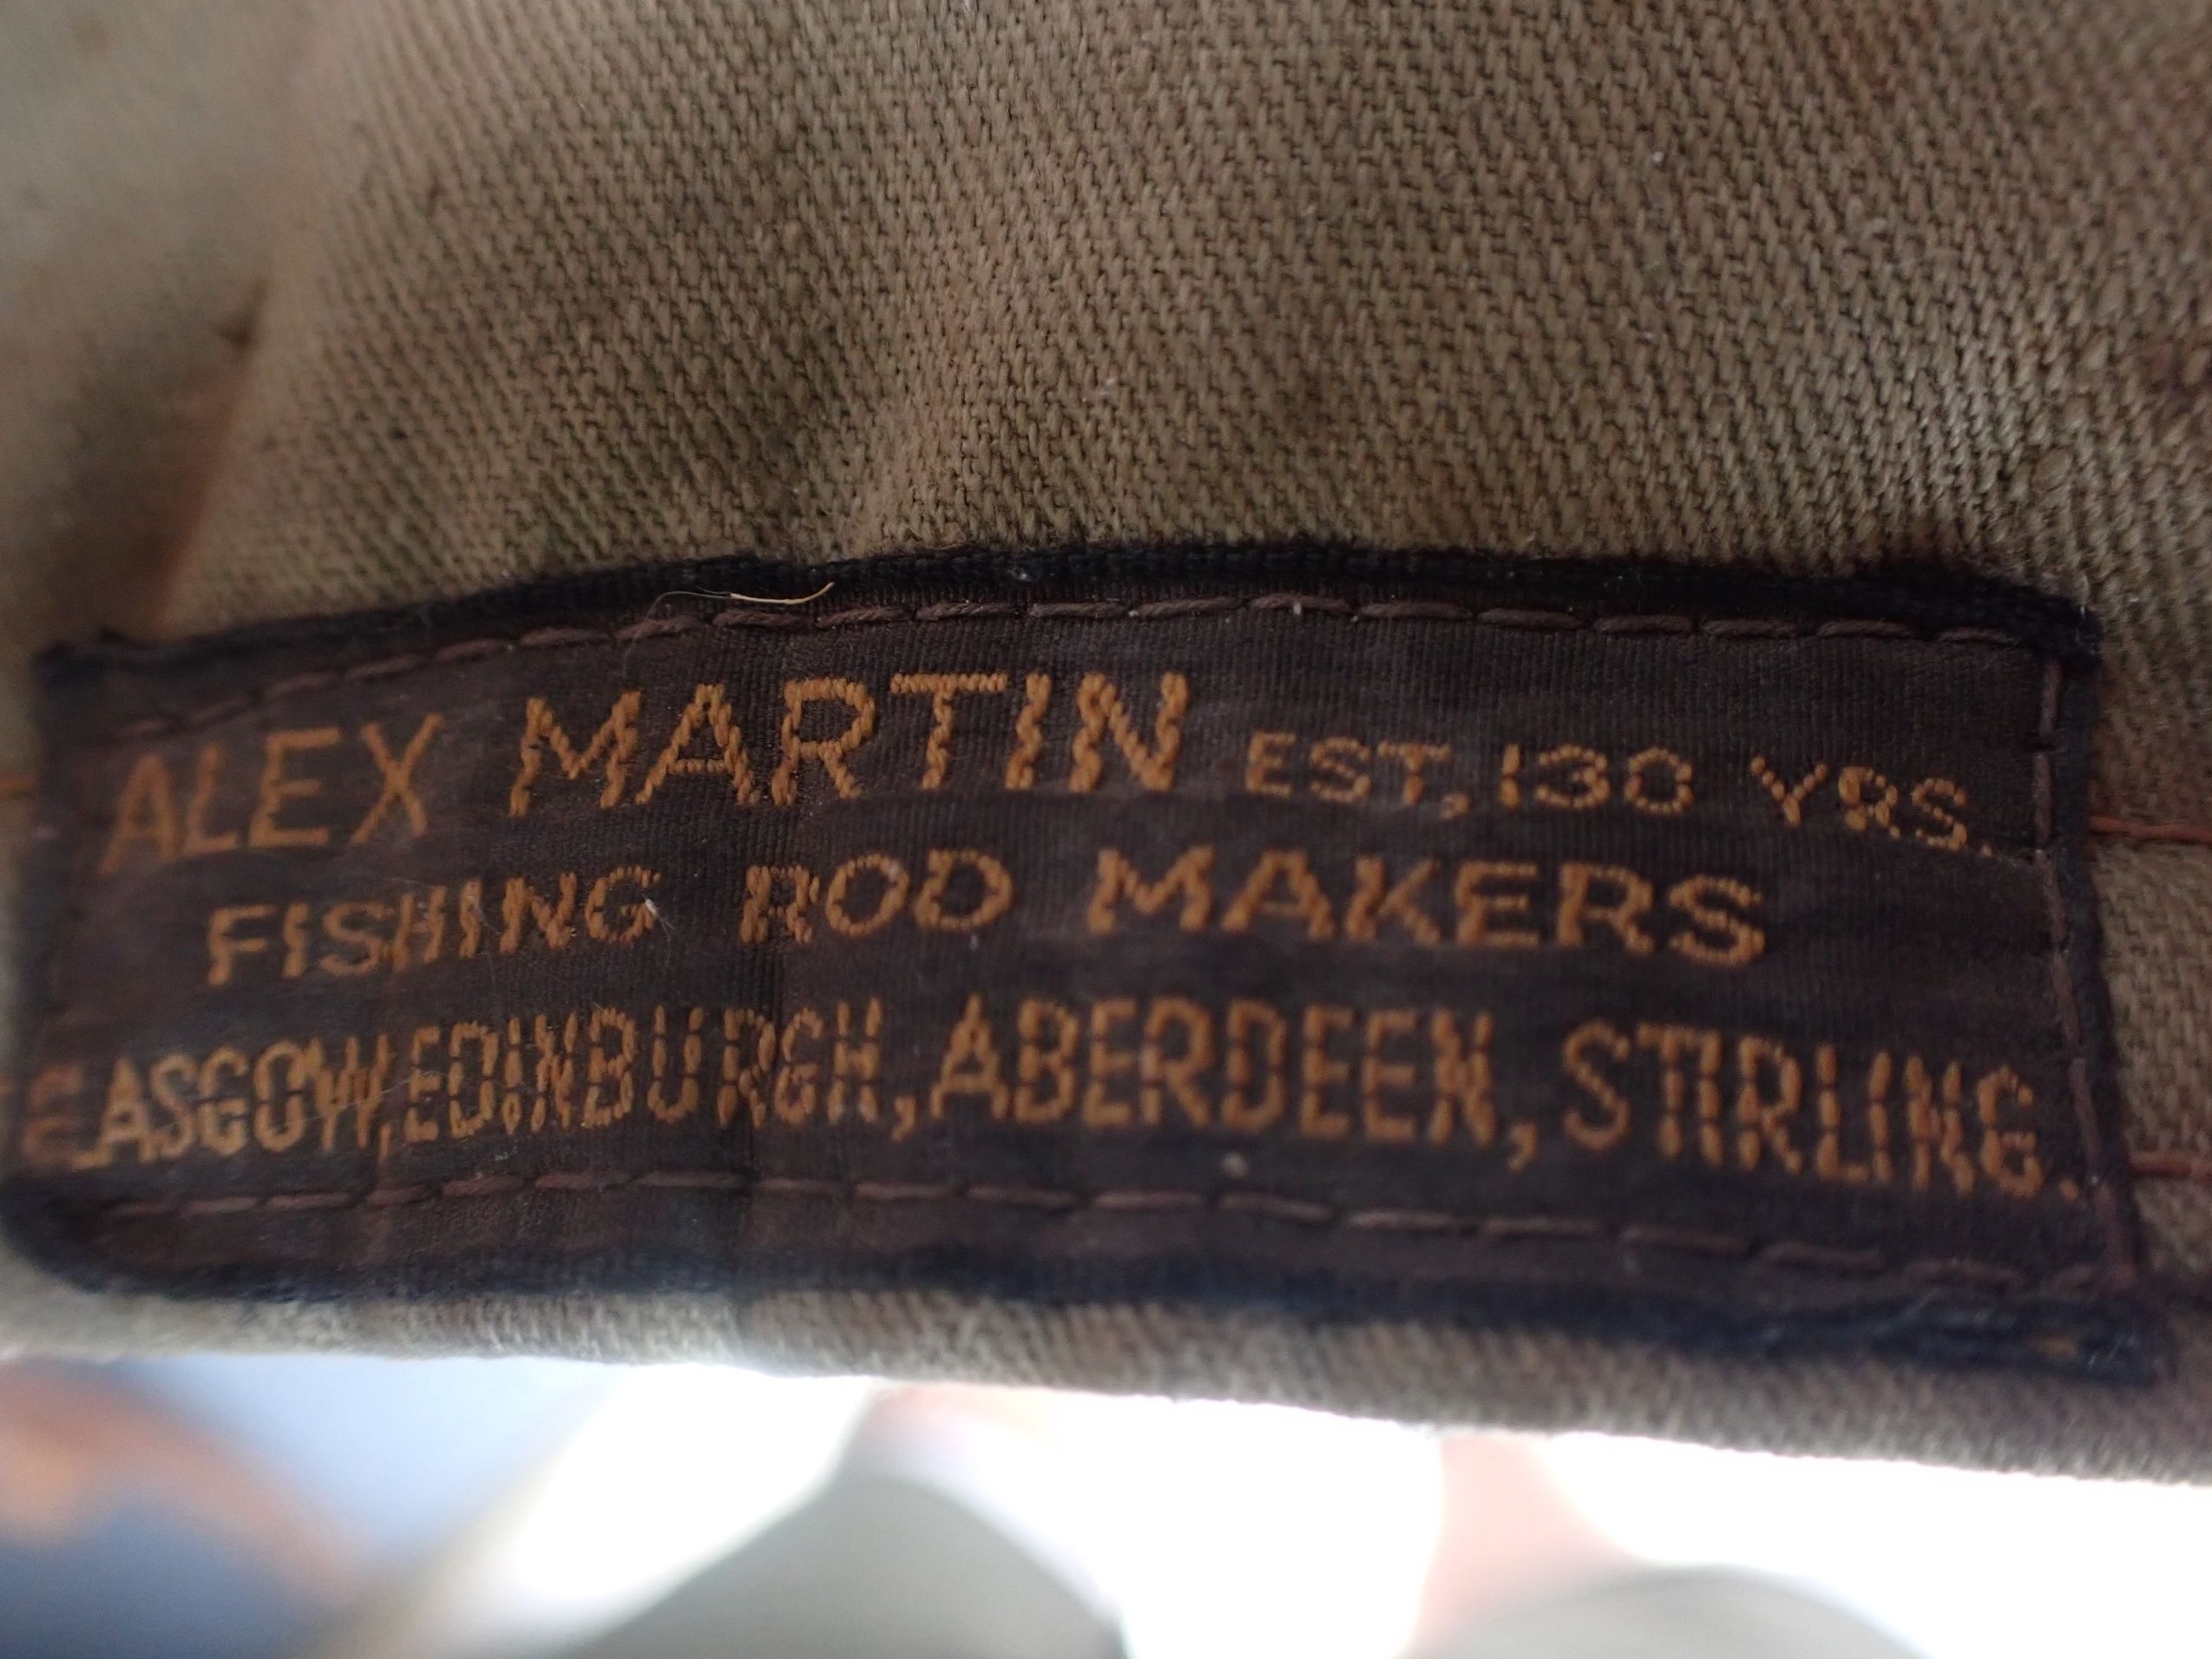 ALEX MARTIN EST, 130 YRS.
FISHING ROD MAKERS
GLASGOW, EDINBURGH, ABERDEEN, STIRLING.